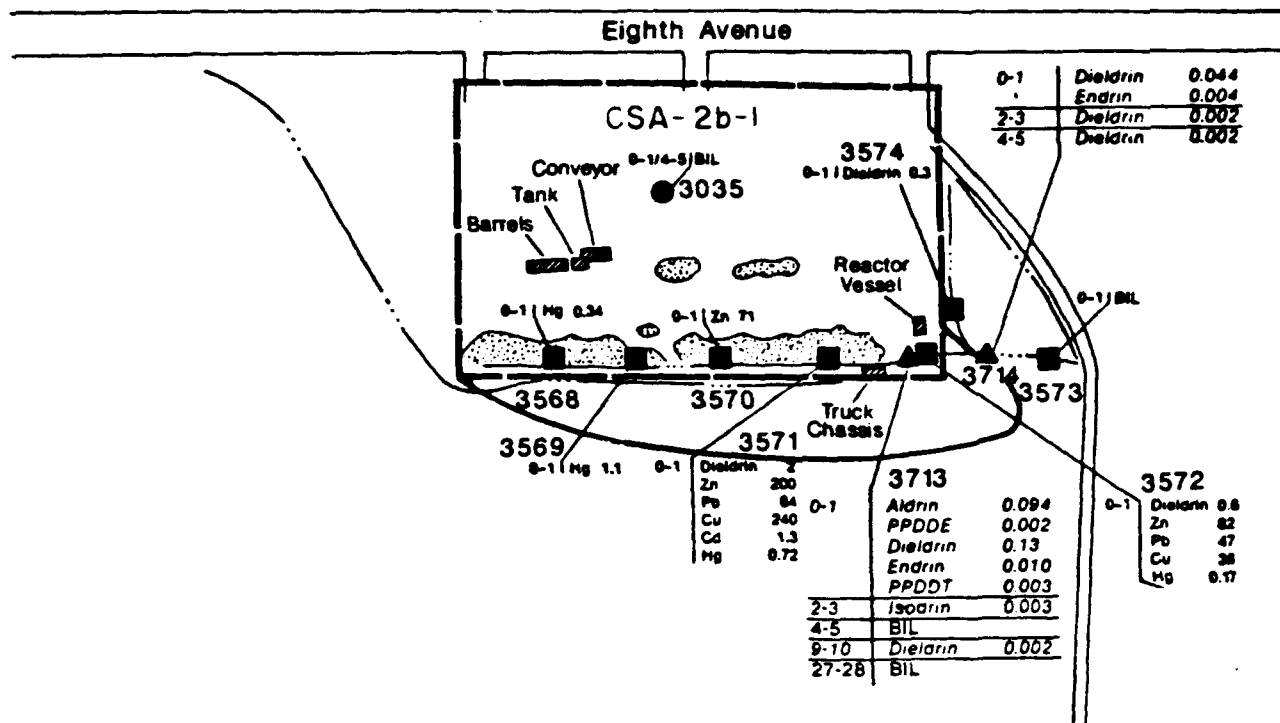 Eighth Avenue
CSA-2b-1
0-1 Dieldrin 0.044
Endrin 0.004
2-3 Dieldrin 0.002
4-5 Dieldrin 0.002
3574
0-1 Dieldrin 0.3
0-1/4-5 BIL
3035
Conveyor
Tank
Barrels
Reactor
Vessel
0-1 BIL
0-1 Hg 0.34
0-1 Zn 71
3714
3573
3568
3570
Truck
Chassis
3569
0-1 Hg 1.1
3571
0-1 Dieldrin 2
Zn 200
Pb 84
Cu 240
Cd 1.3
Hg 0.72
3713
0-1 Aldrin 0.094
PPDDE 0.002
Dieldrin 0.13
Endrin 0.010
PPDDT 0.003
2-3 Isodrin 0.003
4-5 BIL
9-10 Dieldrin 0.002
27-28 BIL
3572
0-1 Dieldrin 0.6
Zn 82
Pb 47
Cu 36
Hg 0.17